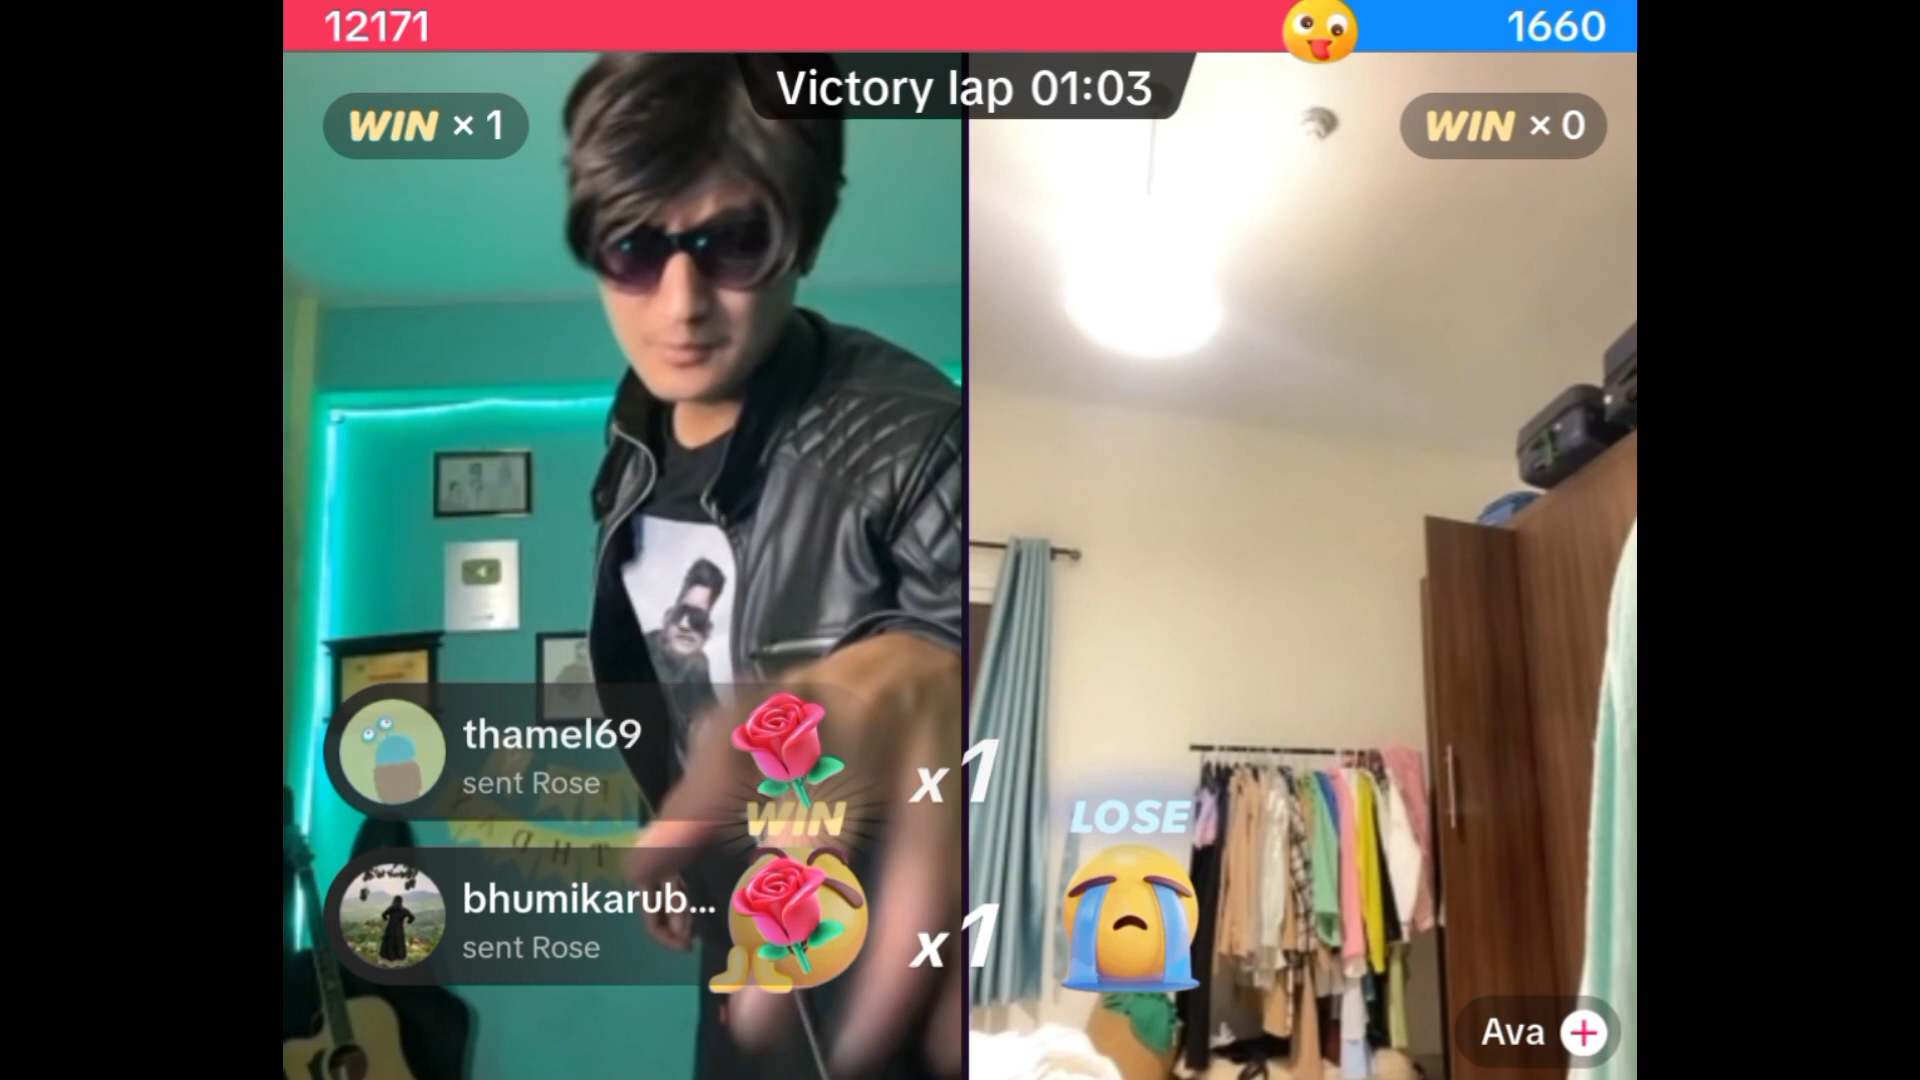 12171
1660
Victory lap 01:03
WIN × 1
WIN × 0
thamel69
sent Rose
x1
WIN
LOSE
bhumikarub...
sent Rose
x1
Ava